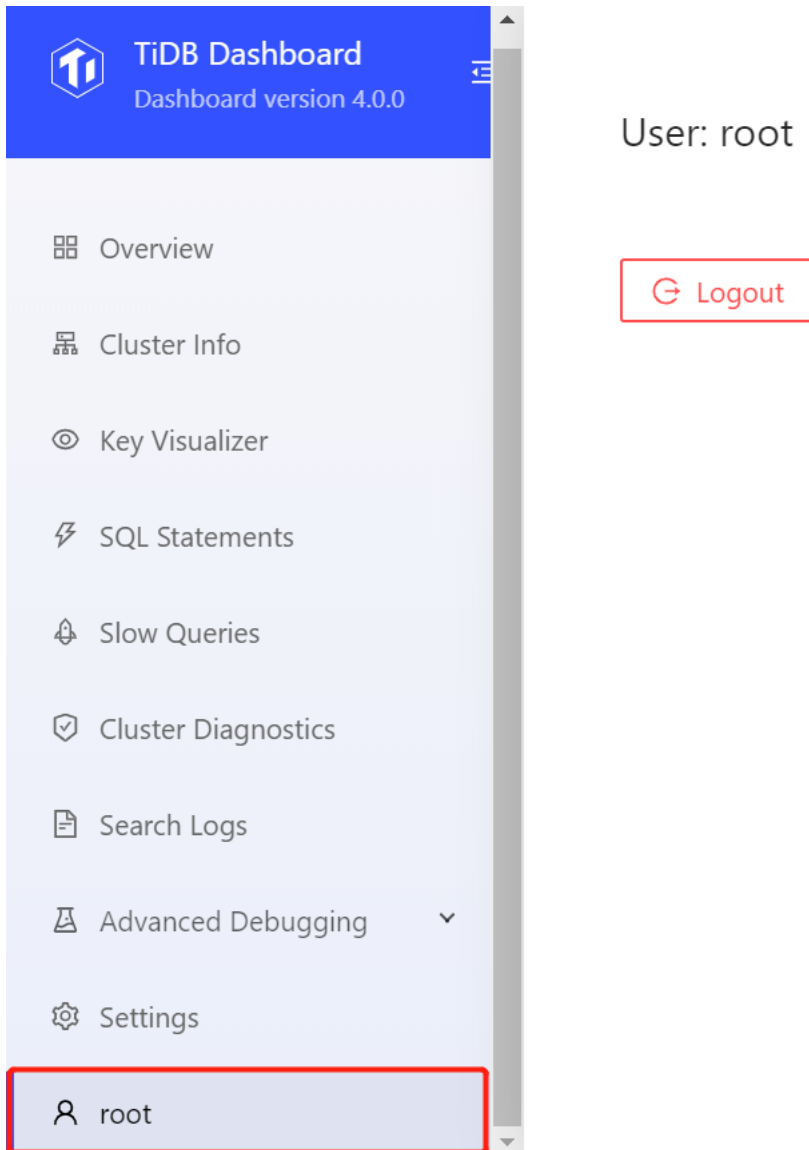 TiDB Dashboard
Dashboard version 4.0.0
Overview
Cluster Info
Key Visualizer
SQL Statements
Slow Queries
Cluster Diagnostics
Search Logs
Advanced Debugging
Settings
root
User: root
Logout